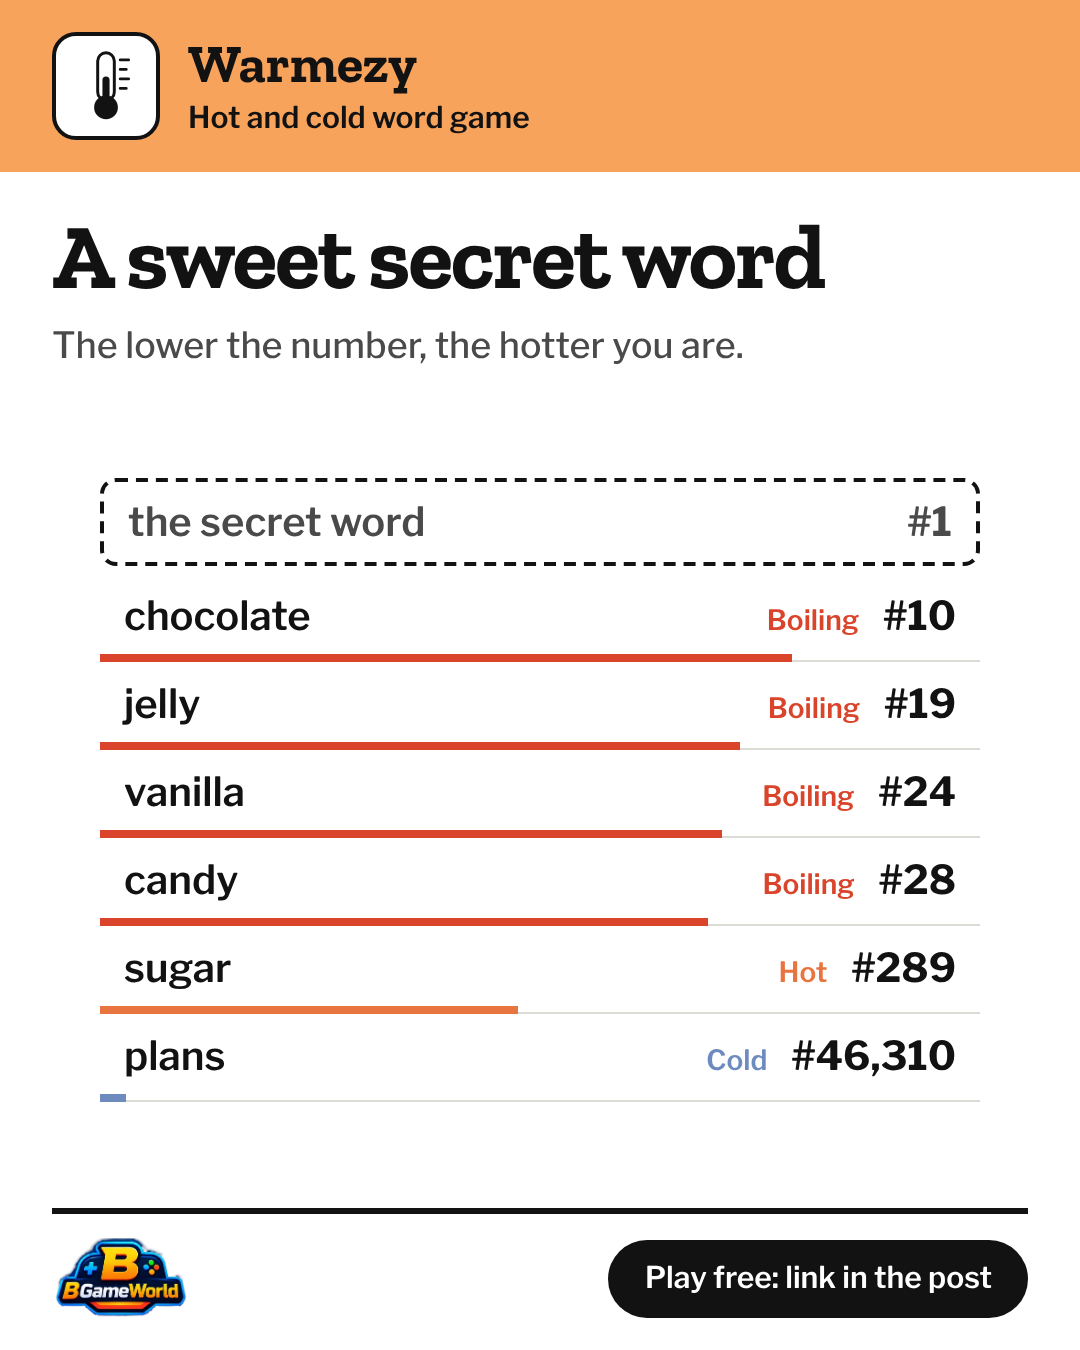 Warmezy
Hot and cold word game
A sweet secret word
The lower the number, the hotter you are.
the secret word #1
chocolate Boiling #10
jelly Boiling #19
vanilla Boiling #24
candy Boiling #28
sugar Hot #289
plans Cold #46,310
B
BGameWorld
Play free: link in the post